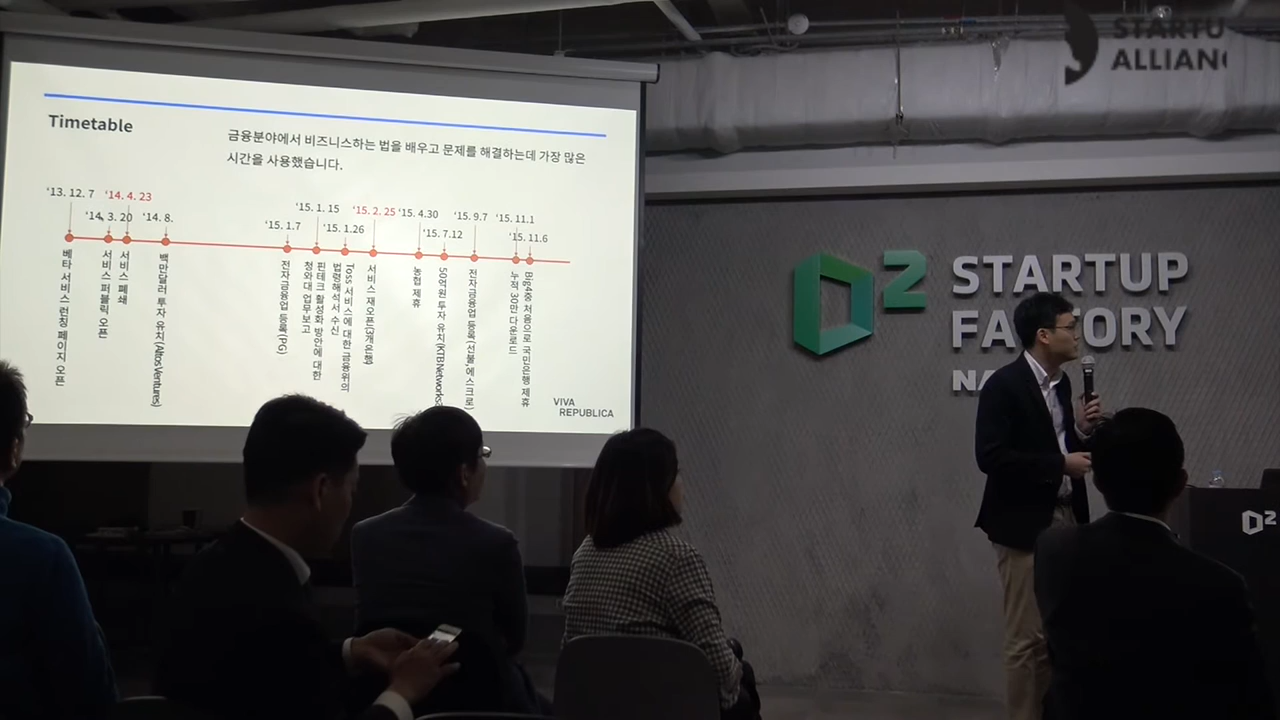 STARTU
ALLIANC
Timetable
금융분야에서 비즈니스하는 법을 배우고 문제를 해결하는데 가장 많은
시간을 사용했습니다.
'13. 12. 7
'14. 3. 20
'14. 4. 23
'14. 8.
'15. 1.7
'15. 1. 15
'15. 1.26
'15. 2. 25
'15. 4.30
'15. 7.12
'15. 9.7
'15. 11.1
'15. 11.6
베타 서비스 런칭 페이지 오픈
서비스 퍼블릭 오픈
서비스 폐쇄
백만달러 투자 유치(Altos Ventures)
전자금융업 등록(PG)
핀테크 활성화 방안에 대한
청와대 업무보고
Toss 서비스에 대한 금융위의
법령해석서 수신
서비스 재오픈(3개은행)
농협 제휴
50억원 투자 유치(KTB Networks
전자금융업 등록(선불,에스크로)
누적 30만 다운로드
Big4중 처음으로 국민은행 제휴
VIVA
REPUBLICA
D2 STARTUP
FACTORY
NA
D2